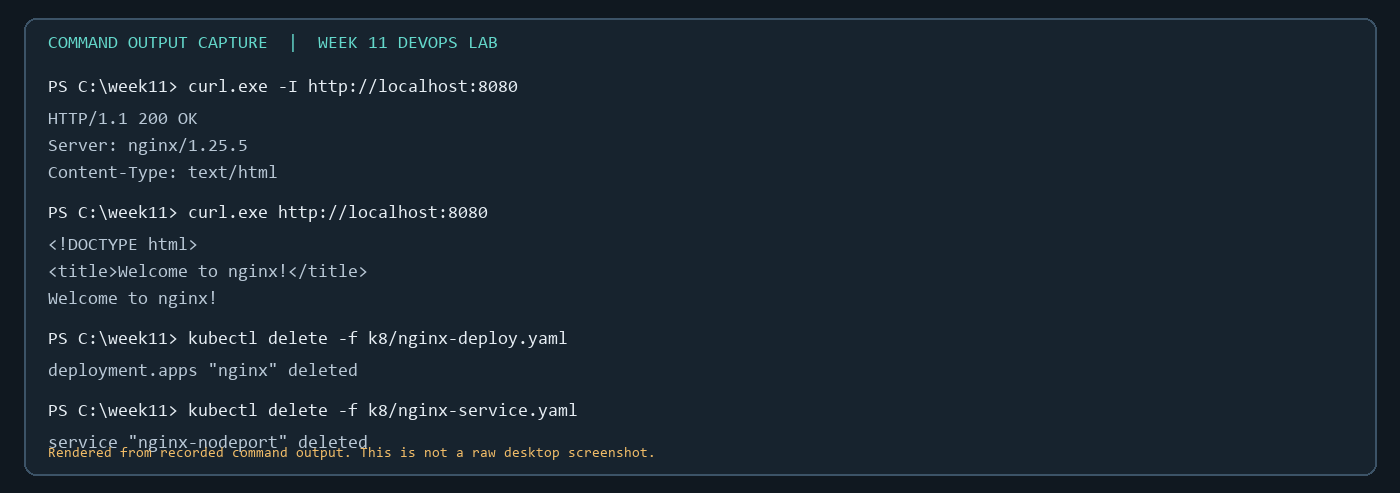 COMMAND OUTPUT CAPTURE | WEEK 11 DEVOPS LAB
PS C:\week11> curl.exe -I http://localhost:8080
HTTP/1.1 200 OK
Server: nginx/1.25.5
Content-Type: text/html
PS C:\week11> curl.exe http://localhost:8080
<!DOCTYPE html>
<title>Welcome to nginx!</title>
Welcome to nginx!
PS C:\week11> kubectl delete -f k8/nginx-deploy.yaml
deployment.apps "nginx" deleted
PS C:\week11> kubectl delete -f k8/nginx-service.yaml
service "nginx-nodeport" deleted
Rendered from recorded command output. This is not a raw desktop screenshot.